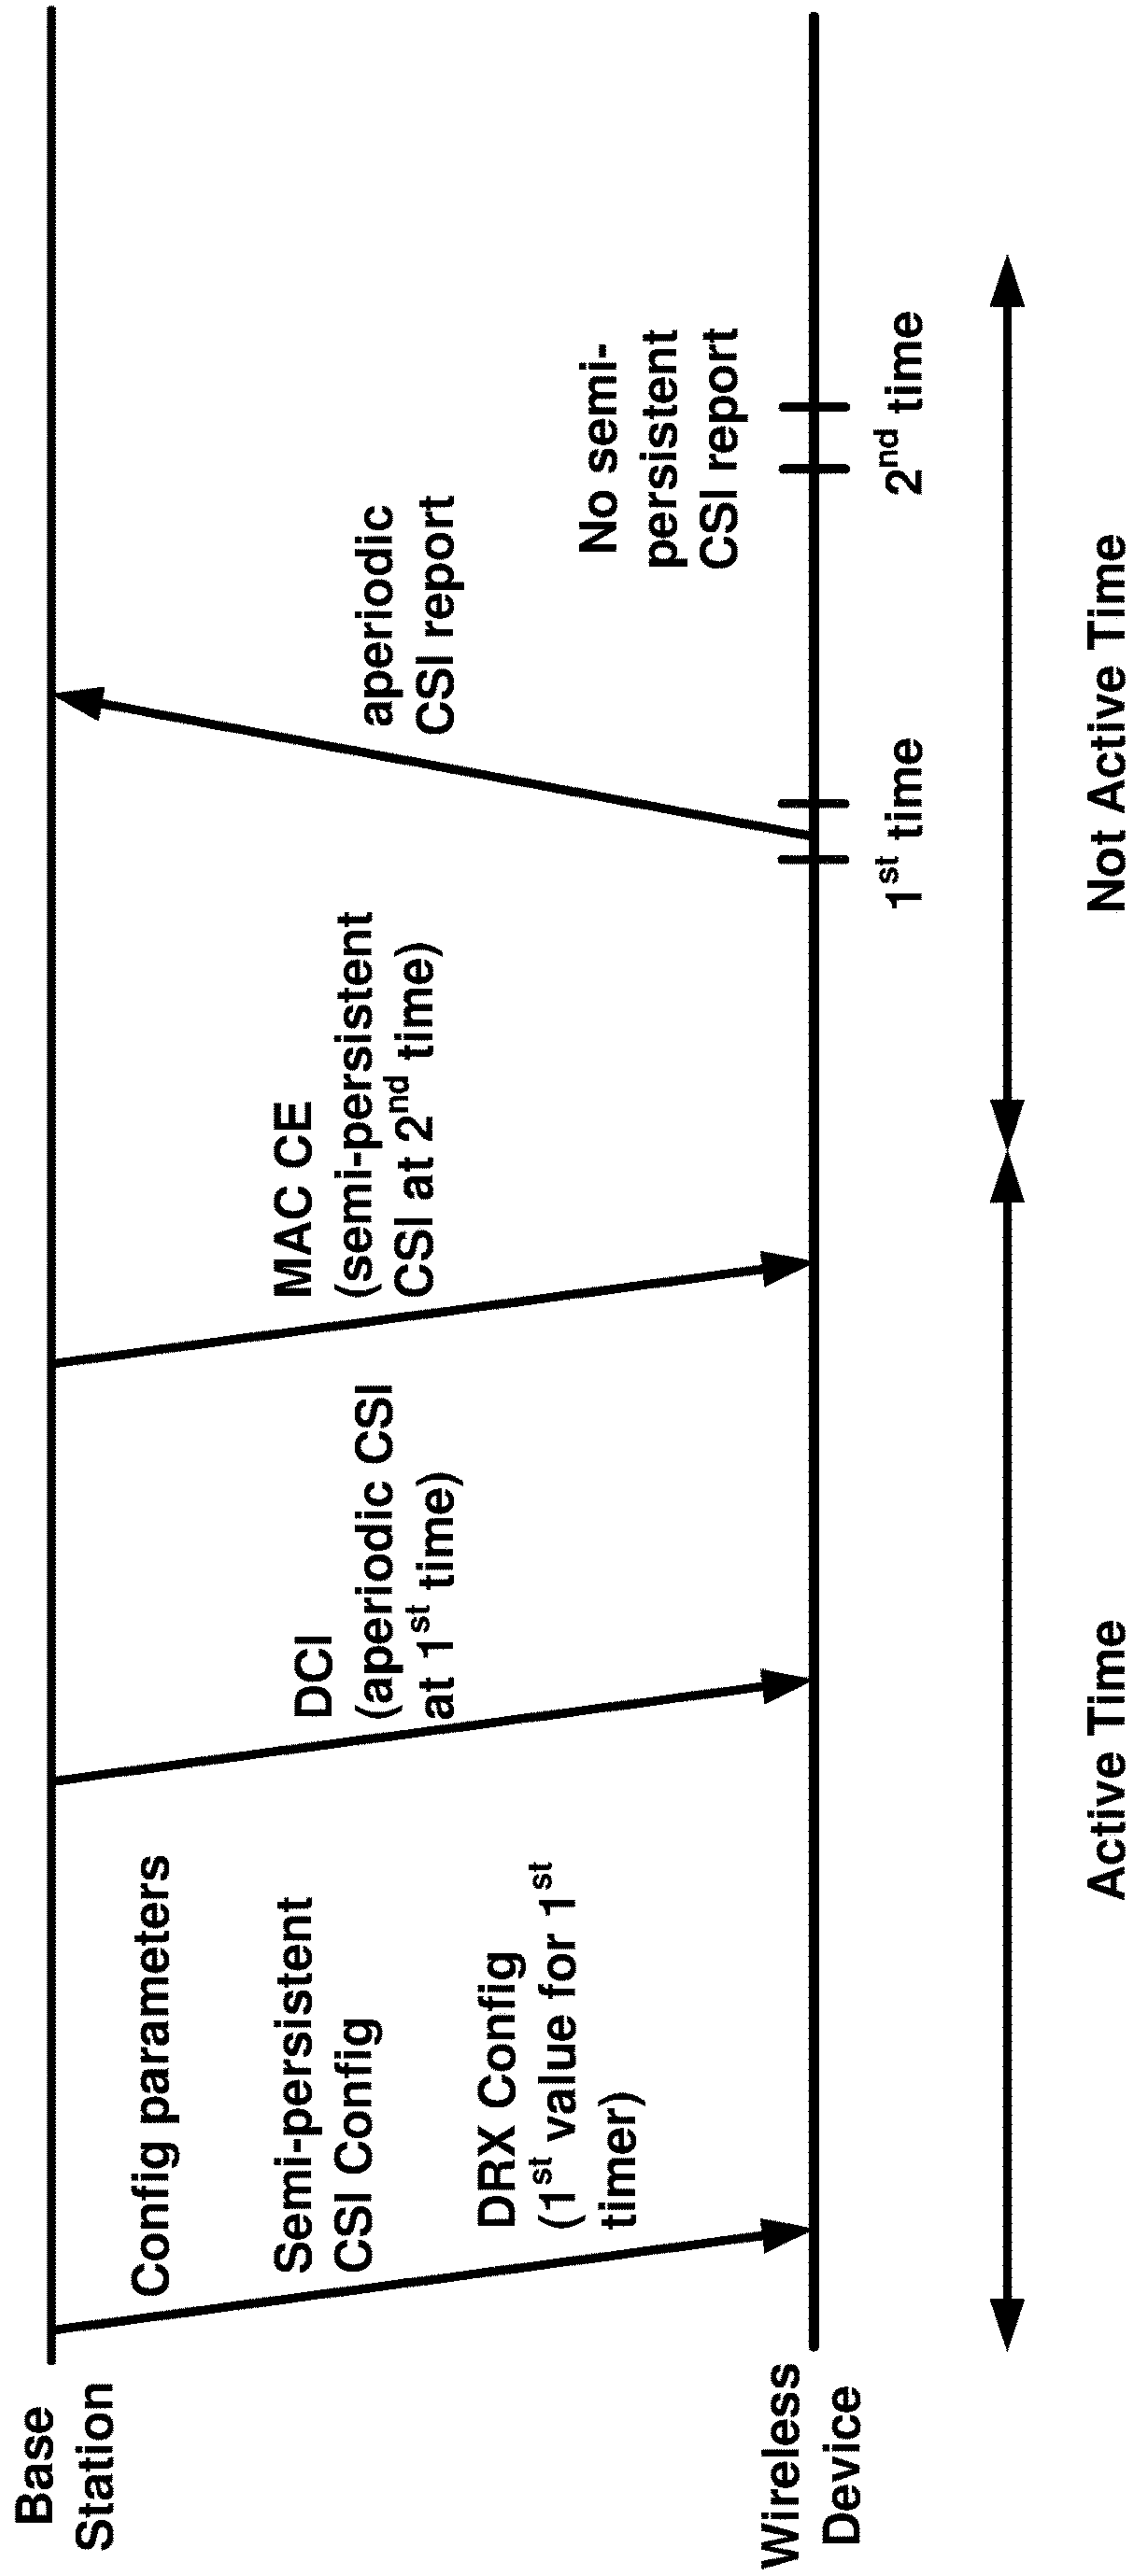 Base
Station
Config parameters
Semi-persistent
CSI Config
DRX Config
(1st value for 1st
timer)
DCI
(aperiodic CSI
at 1st time)
MAC CE
(semi-persistent
CSI at 2nd time)
aperiodic
CSI report
No semi-
persistent
CSI report
Wireless
Device
1st time
2nd time
Active Time
Not Active Time